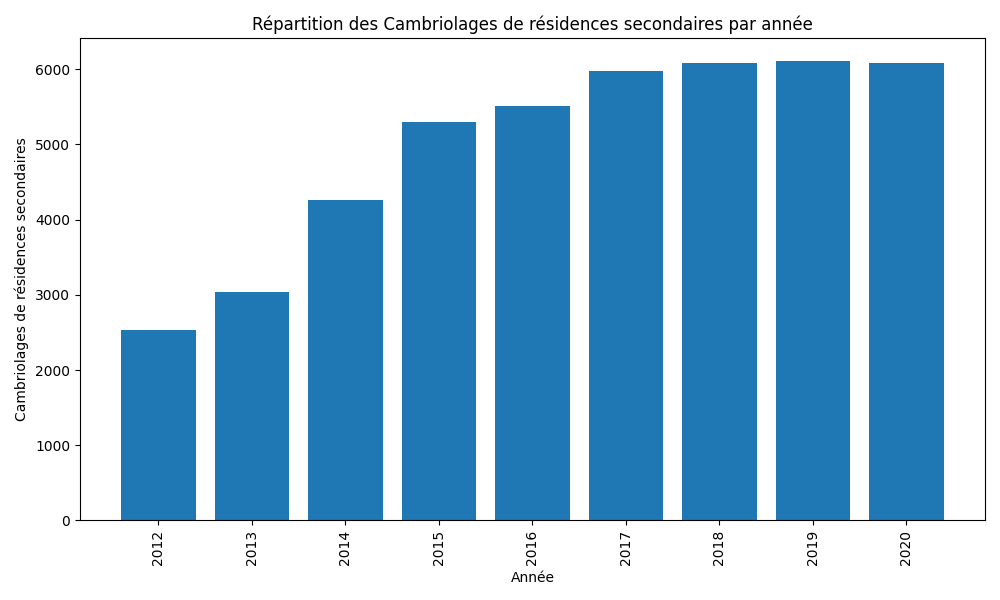 Répartition des Cambriolages de résidences secondaires par année
Cambriolages de résidences secondaires
6000
5000
4000
3000
2000
1000
0
2012 2013 2014 2015 2016 2017 2018 2019 2020
Année